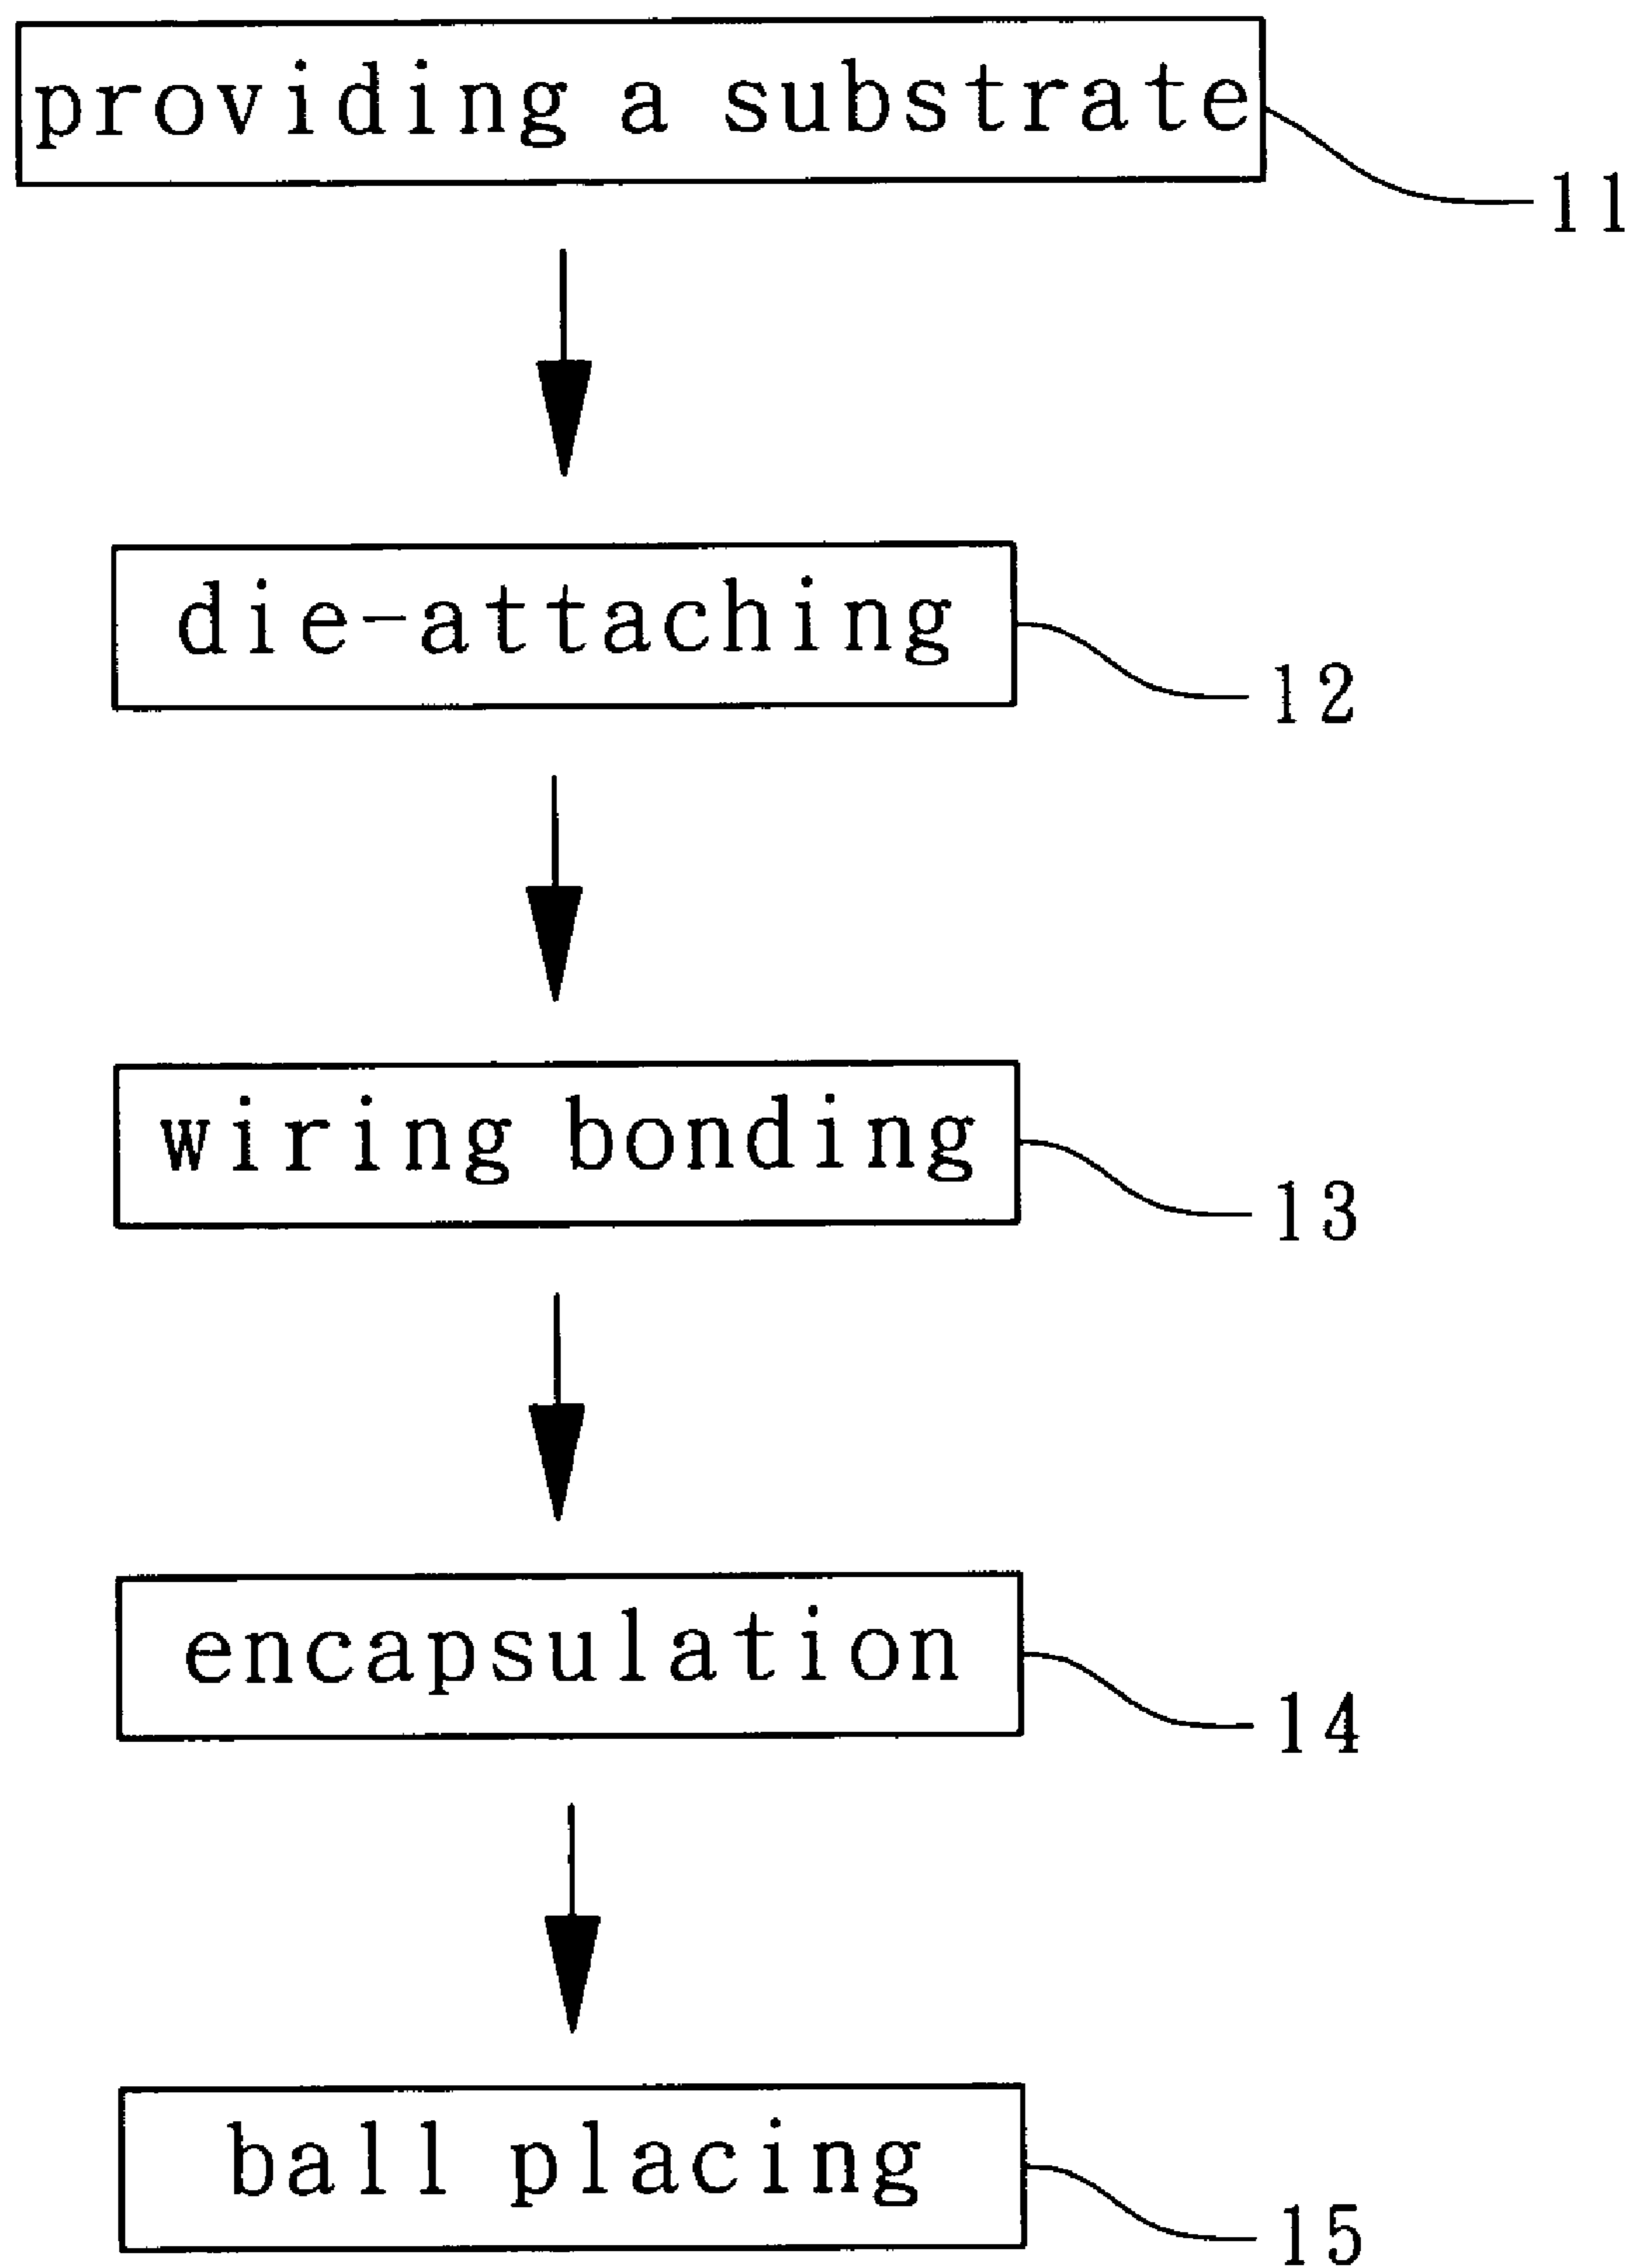 providing a substrate
11
die-attaching
12
wiring bonding
13
encapsulation
14
ball placing
15